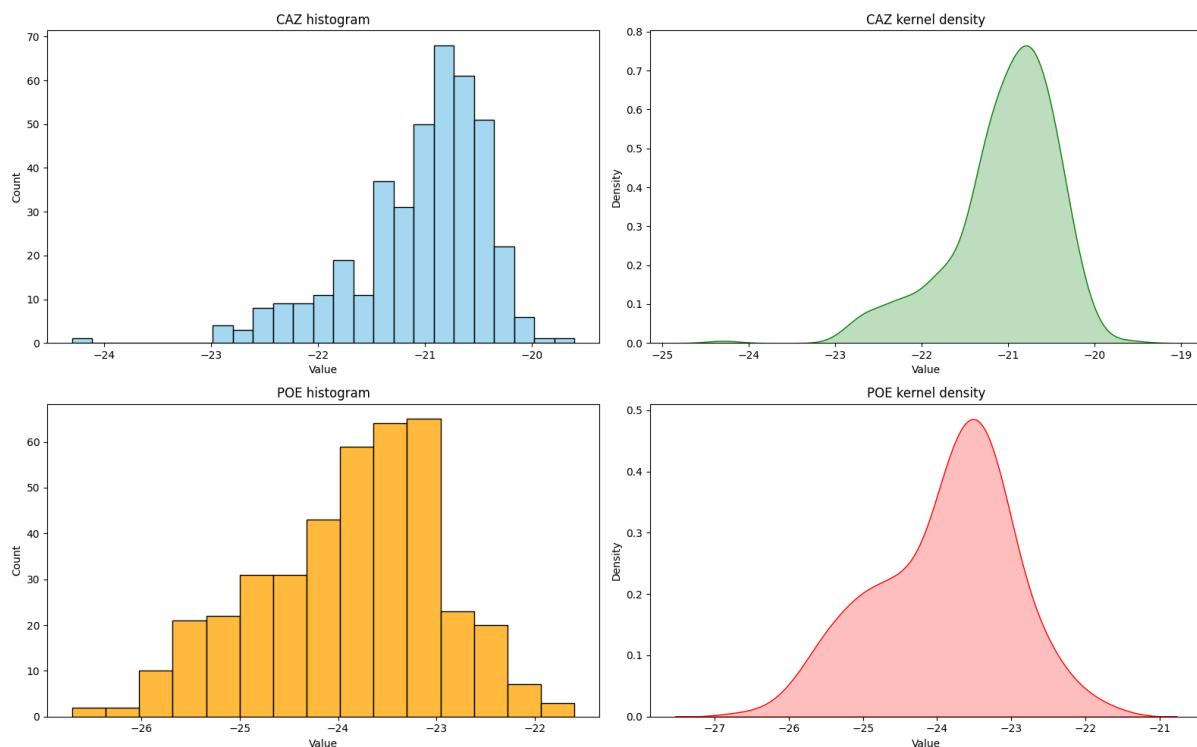 CAZ histogram
70
60
50
40
30
20
10
0
Count
−24 −23 −22 −21 −20
Value
CAZ kernel density
0.8
0.7
0.6
0.5
0.4
0.3
0.2
0.1
0.0
Density
−25 −24 −23 −22 −21 −20 −19
Value
POE histogram
60
50
40
30
20
10
0
Count
−26 −25 −24 −23 −22
Value
POE kernel density
0.5
0.4
0.3
0.2
0.1
0.0
Density
−27 −26 −25 −24 −23 −22 −21
Value